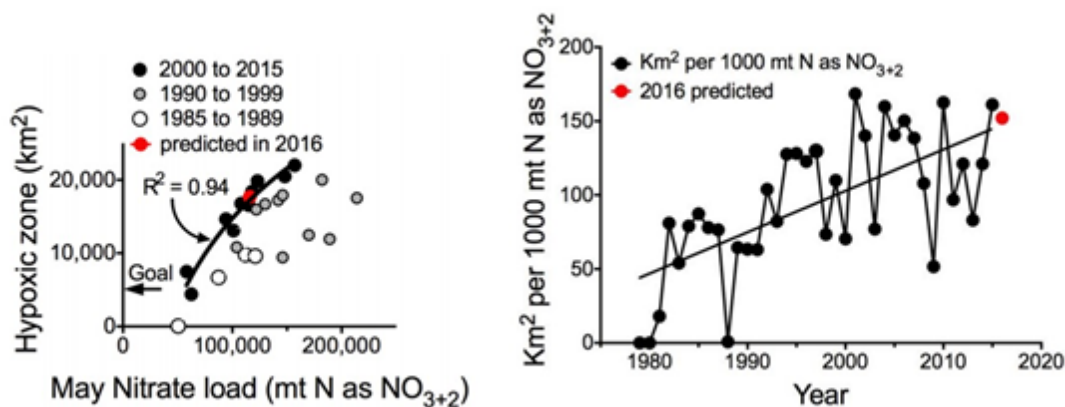 2000 to 2015
1990 to 1999
1985 to 1989
predicted in 2016
Hypoxic zone (km²)
20,000
10,000
0
R² = 0.94
Goal
0
100,000
200,000
May Nitrate load (mt N as NO₃₊₂)
Km² per 1000 mt N as NO₃₊₂
200
150
100
50
0
Km² per 1000 mt N as NO₃₊₂
2016 predicted
1980
1990
2000
2010
2020
Year